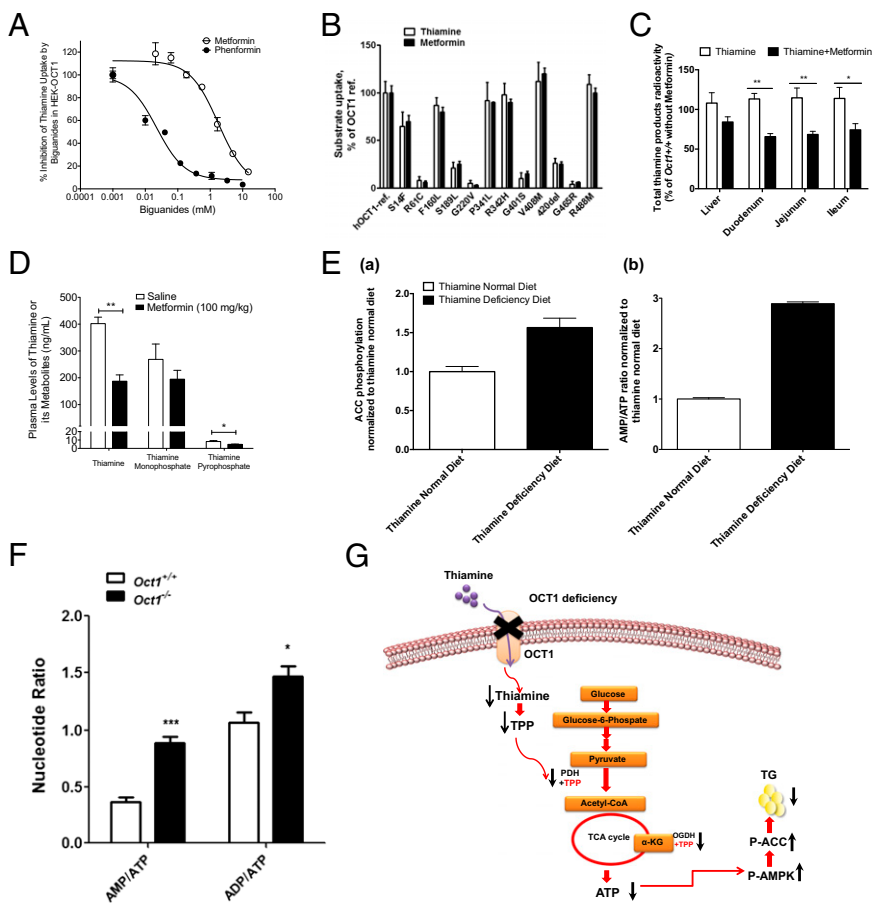 A
Metformin
Phenformin
% Inhibition of Thiamine Uptake by
Biguanides in HEK-OCT1
120
100
80
60
40
20
0
0.0001 0.001 0.01 0.1 1 10 100
Biguanides (mM)
B
Thiamine
Metformin
Substrate uptake,
% of OCT1 ref.
150
100
50
0
hOCT1-ref.
S14F
R61C
F160L
S189L
G220V
P341L
R342H
G401S
V408M
420del
G465R
R488M
C
Thiamine
Thiamine+Metformin
Total thiamine products radioactivity
(% of Oct1+/+ without Metformin)
150
100
50
0
**
**
*
Liver
Duodenum
Jejunum
Ileum
D
Saline
Metformin (100 mg/kg)
Plasma Levels of Thiamine or
its Metabolites (ng/mL)
500
400
300
200
20
10
0
**
*
Thiamine
Thiamine
Monophosphate
Thiamine
Pyrophosphate
E
(a)
Thiamine Normal Diet
Thiamine Deficiency Diet
ACC phosphorylation
normalized to thiamine normal diet
2.0
1.5
1.0
0.5
0.0
Thiamine Normal Diet
Thiamine Deficiency Diet
(b)
AMP/ATP ratio normalized to
thiamine normal diet
3
2
1
0
Thiamine Normal Diet
Thiamine Deficiency Diet
F
Oct1+/+
Oct1-/-
Nucleotide Ratio
2.0
1.5
1.0
0.5
0.0
***
*
AMP/ATP
ADP/ATP
G
Thiamine
OCT1 deficiency
OCT1
Thiamine
TPP
Glucose
Glucose-6-Phospate
Pyruvate
PDH
+TPP
Acetyl-CoA
TCA cycle
α-KG
OGDH
+TPP
ATP
TG
P-ACC
P-AMPK